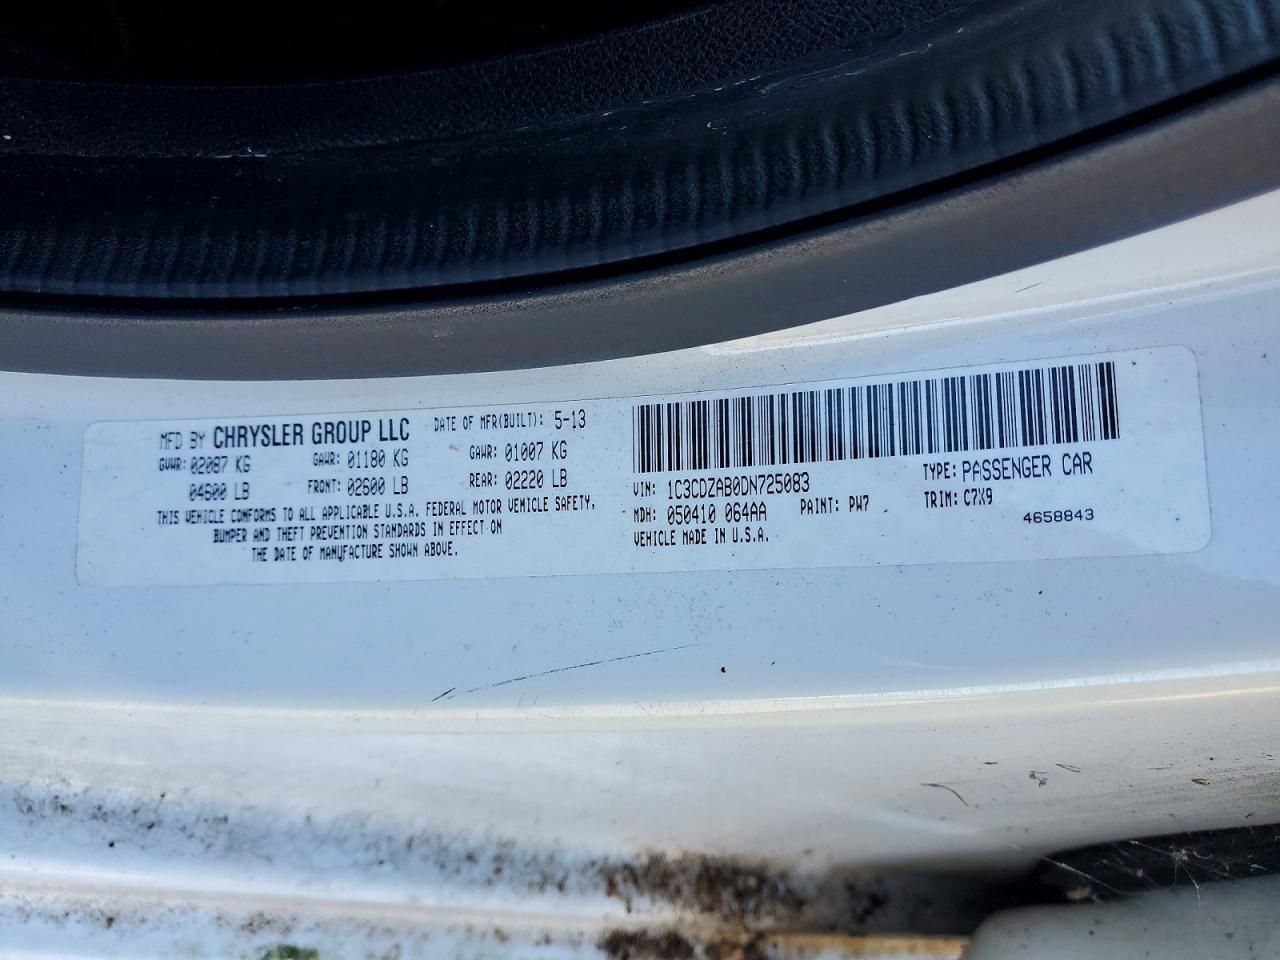 MFD BY CHRYSLER GROUP LLC DATE OF MFR(BUILT): 5-13
GVWR: 02087 KG GAWR: 01180 KG GAWR: 01007 KG
04600 LB FRONT: 02600 LB REAR: 02220 LB
THIS VEHICLE CONFORMS TO ALL APPLICABLE U.S.A. FEDERAL MOTOR VEHICLE SAFETY,
BUMPER AND THEFT PREVENTION STANDARDS IN EFFECT ON
THE DATE OF MANUFACTURE SHOWN ABOVE.
VIN: 1C3CDZAB0DN725083 TYPE: PASSENGER CAR
MDH: 050410 064AA PAINT: PW7 TRIM: C7X9
VEHICLE MADE IN U.S.A. 4658843